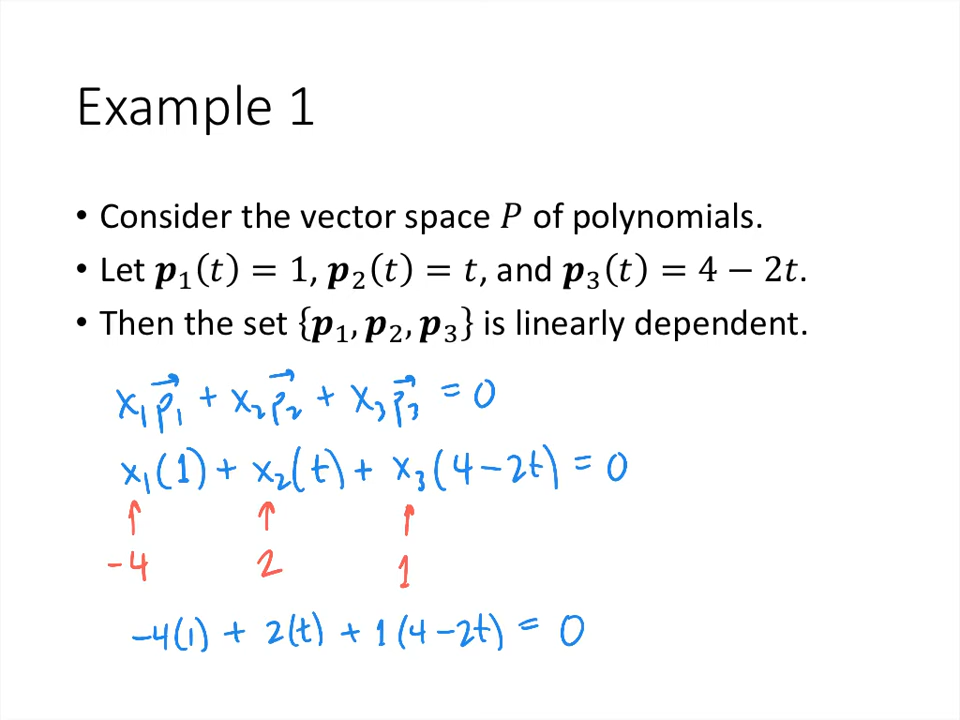 Example 1
• Consider the vector space P of polynomials.
• Let p₁(t) = 1, p₂(t) = t, and p₃(t) = 4 − 2t.
• Then the set {p₁, p₂, p₃} is linearly dependent.
x₁p⃗₁ + x₂p⃗₂ + x₃p⃗₃ = 0
x₁(1) + x₂(t) + x₃(4 − 2t) = 0
↑ ↑ ↑
-4 2 1
-4(1) + 2(t) + 1(4 − 2t) = 0